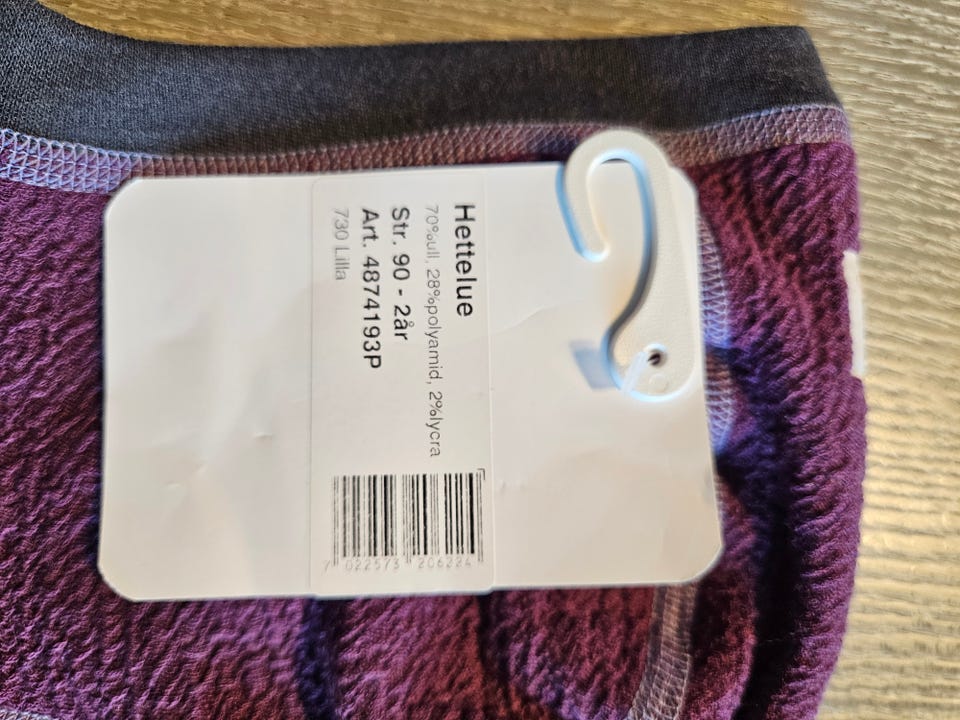 Hettelue
70%ull, 28%polyamid, 2%lycra
Str. 90 - 2år
Art. 4874193P
730 Lilla
7 022573 206224